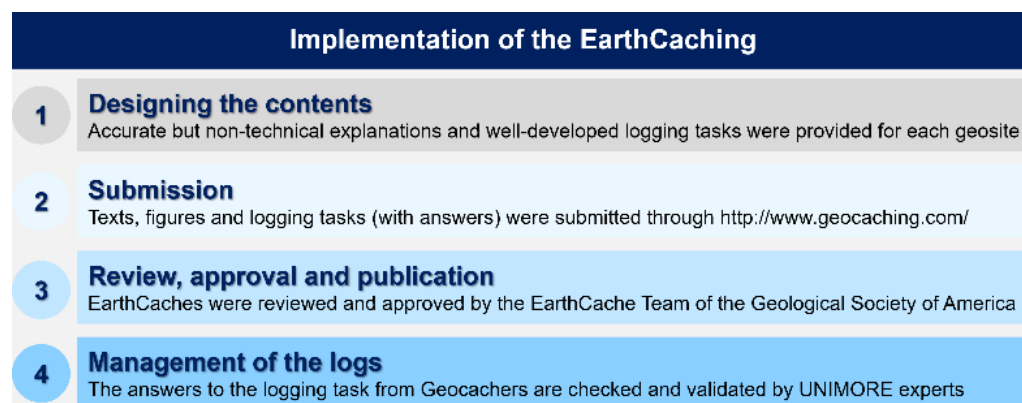 Implementation of the EarthCaching
1
Designing the contents
Accurate but non-technical explanations and well-developed logging tasks were provided for each geosite
2
Submission
Texts, figures and logging tasks (with answers) were submitted through http://www.geocaching.com/
3
Review, approval and publication
EarthCaches were reviewed and approved by the EarthCache Team of the Geological Society of America
4
Management of the logs
The answers to the logging task from Geocachers are checked and validated by UNIMORE experts